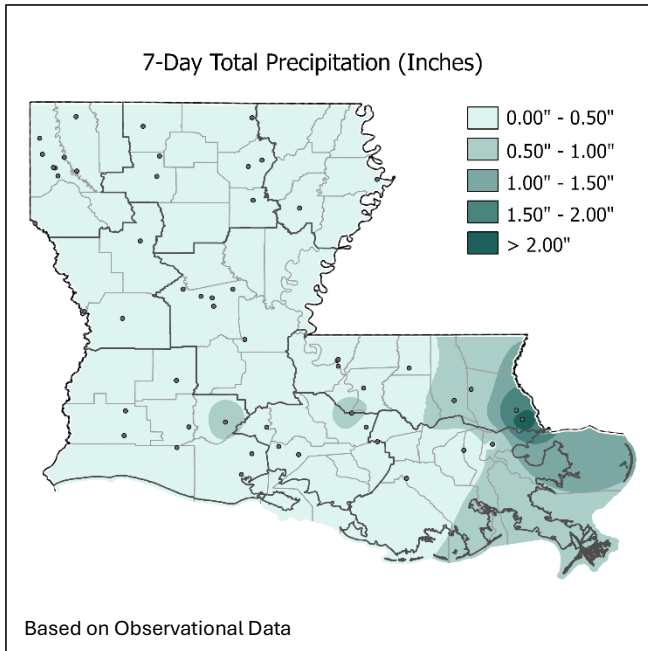 7-Day Total Precipitation (Inches)
0.00" - 0.50"
0.50" - 1.00"
1.00" - 1.50"
1.50" - 2.00"
> 2.00"
Based on Observational Data